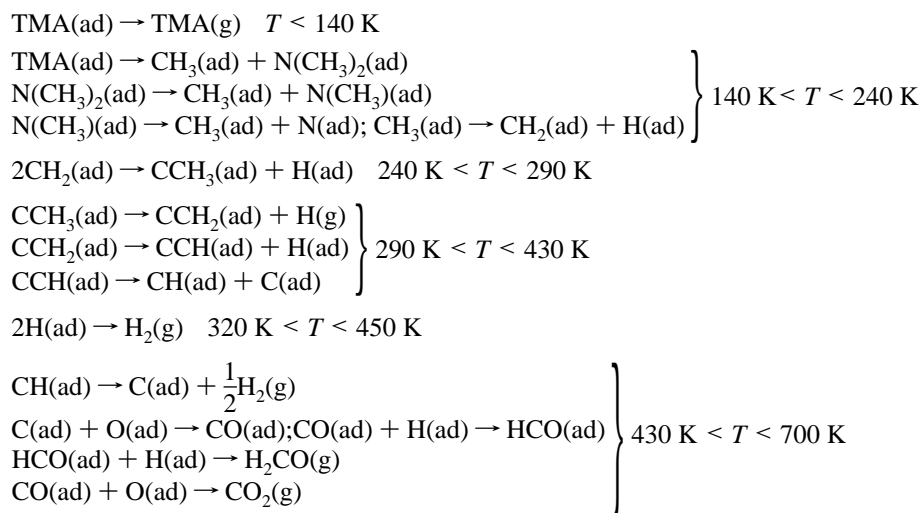 TMA(ad) → TMA(g) T < 140 K
TMA(ad) → CH₃(ad) + N(CH₃)₂(ad)
N(CH₃)₂(ad) → CH₃(ad) + N(CH₃)(ad)
N(CH₃)(ad) → CH₃(ad) + N(ad); CH₃(ad) → CH₂(ad) + H(ad)
140 K< T < 240 K
2CH₂(ad) → CCH₃(ad) + H(ad) 240 K < T < 290 K
CCH₃(ad) → CCH₂(ad) + H(g)
CCH₂(ad) → CCH(ad) + H(ad)
CCH(ad) → CH(ad) + C(ad)
290 K < T < 430 K
2H(ad) → H₂(g) 320 K < T < 450 K
CH(ad) → C(ad) + 1/2H₂(g)
C(ad) + O(ad) → CO(ad);CO(ad) + H(ad) → HCO(ad)
HCO(ad) + H(ad) → H₂CO(g)
CO(ad) + O(ad) → CO₂(g)
430 K < T < 700 K